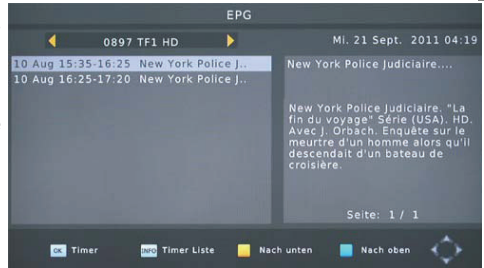 EPG
0897 TF1 HD
Mi. 21 Sept. 2011 04:19
10 Aug 15:35-16:25 New York Police J..
10 Aug 16:25-17:20 New York Police J..
New York Police Judiciaire....
New York Police Judiciaire. "La
fin du voyage" Série (USA). HD.
Avec J. Orbach. Enquête sur le
meurtre d'un homme alors qu'il
descendait d'un bateau de
croisière.
Seite: 1 / 1
OK Timer
INFO Timer Liste
Nach unten
Nach oben